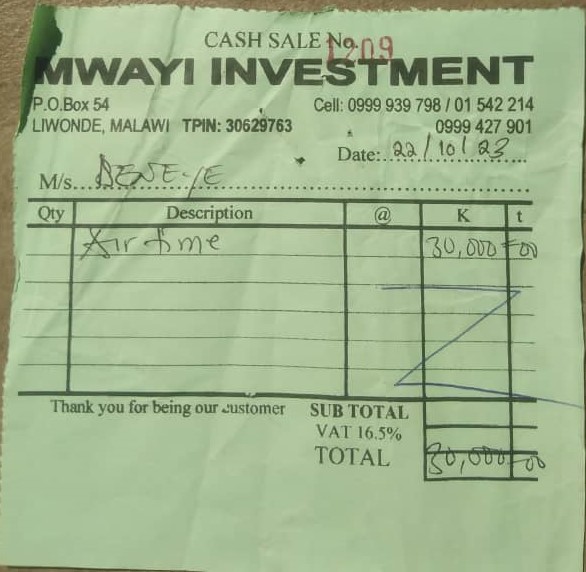 CASH SALE No. 1209
MWAYI INVESTMENT
P.O.Box 54 Cell: 0999 939 798 / 01 542 214
LIWONDE, MALAWI TPIN: 30629763 0999 427 901
Date: 22/10/23
M/s
Qty Description @ K t
Airtime 30,000=00
Thank you for being our customer SUB TOTAL
VAT 16.5%
TOTAL 30,000=00